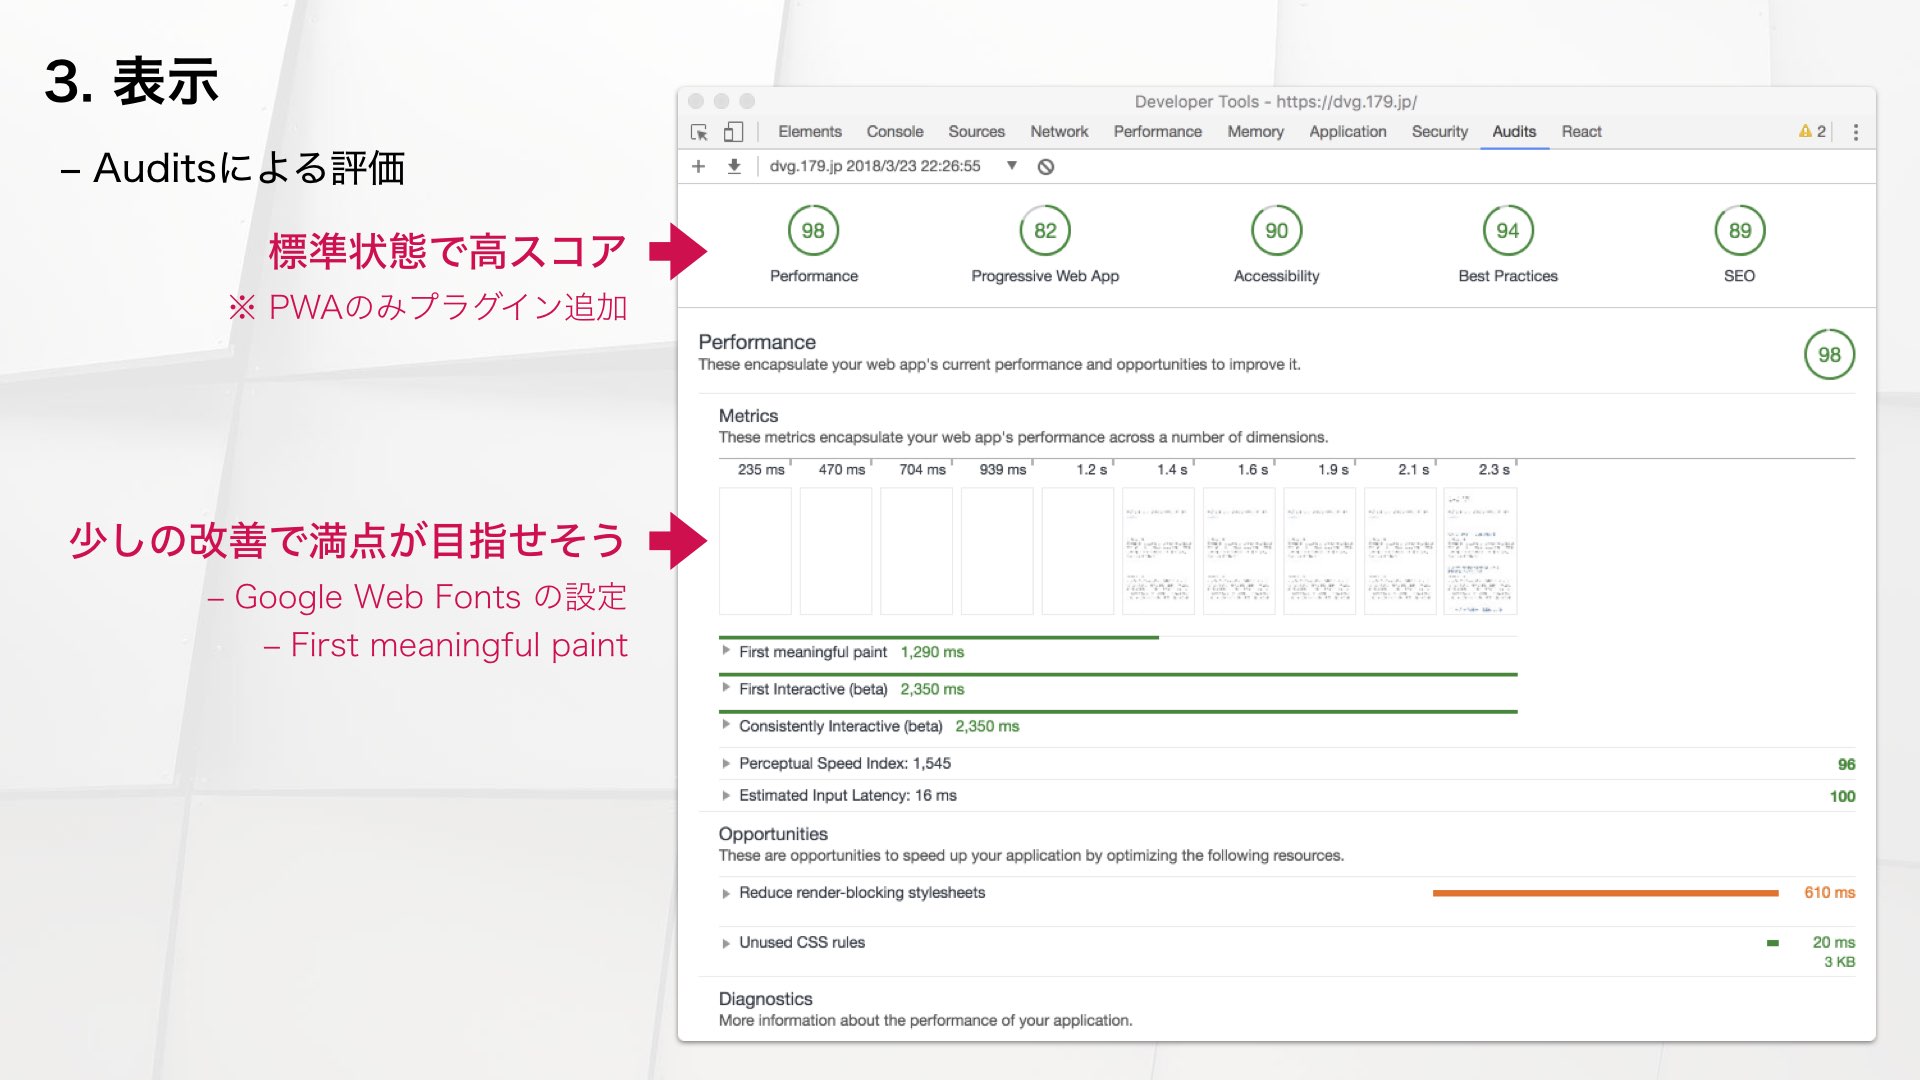 3. 表示
– Auditsによる評価
標準状態で高スコア
※ PWAのみプラグイン追加
少しの改善で満点が目指せそう
– Google Web Fonts の設定
– First meaningful paint
Developer Tools - https://dvg.179.jp/
Elements Console Sources Network Performance Memory Application Security Audits React 2
dvg.179.jp 2018/3/23 22:26:55
98 82 90 94 89
Performance Progressive Web App Accessibility Best Practices SEO
Performance
These encapsulate your web app's current performance and opportunities to improve it.
98
Metrics
These metrics encapsulate your web app's performance across a number of dimensions.
235 ms 470 ms 704 ms 939 ms 1.2 s 1.4 s 1.6 s 1.9 s 2.1 s 2.3 s
First meaningful paint 1,290 ms
First Interactive (beta) 2,350 ms
Consistently Interactive (beta) 2,350 ms
Perceptual Speed Index: 1,545 96
Estimated Input Latency: 16 ms 100
Opportunities
These are opportunities to speed up your application by optimizing the following resources.
Reduce render-blocking stylesheets 610 ms
Unused CSS rules 20 ms
3 KB
Diagnostics
More information about the performance of your application.